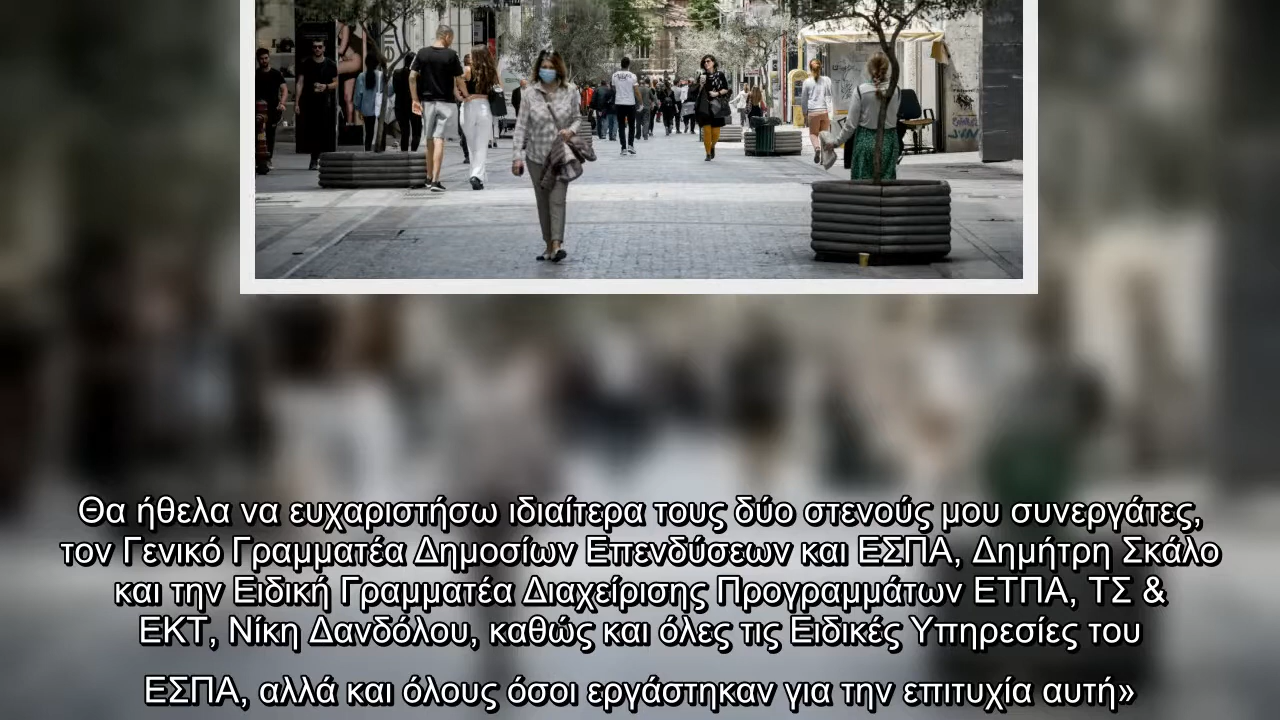 Θα ήθελα να ευχαριστήσω ιδιαίτερα τους δύο στενούς μου συνεργάτες,
τον Γενικό Γραμματέα Δημοσίων Επενδύσεων και ΕΣΠΑ, Δημήτρη Σκάλο
και την Ειδική Γραμματέα Διαχείρισης Προγραμμάτων ΕΤΠΑ, ΤΣ &
ΕΚΤ, Νίκη Δανδόλου, καθώς και όλες τις Ειδικές Υπηρεσίες του
ΕΣΠΑ, αλλά και όλους όσοι εργάστηκαν για την επιτυχία αυτή»